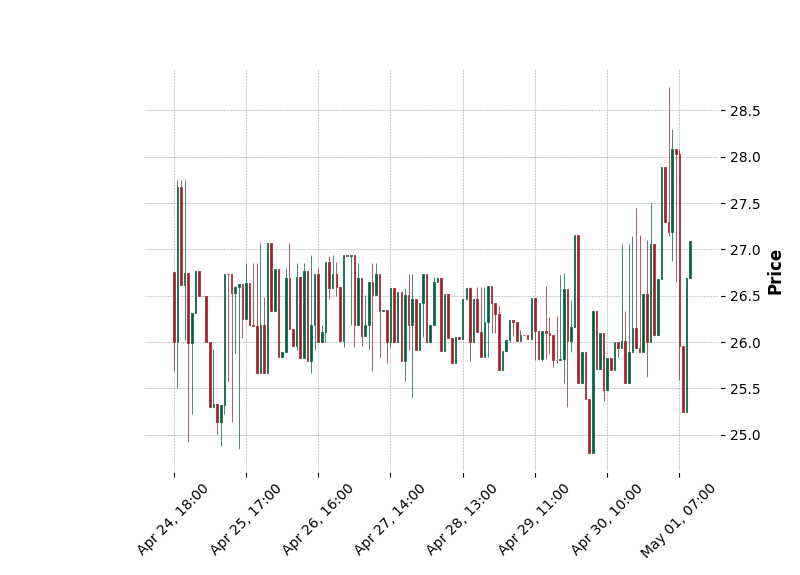 28.5
28.0
27.5
27.0
26.5
26.0
25.5
25.0
Price
Apr 24, 18:00
Apr 25, 17:00
Apr 26, 16:00
Apr 27, 14:00
Apr 28, 13:00
Apr 29, 11:00
Apr 30, 10:00
May 01, 07:00